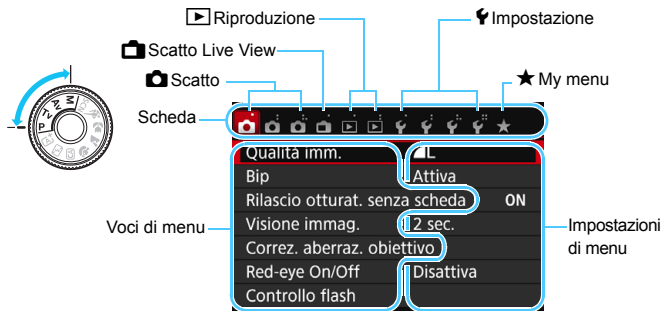 Riproduzione
Impostazione
Scatto Live View
Scatto
My menu
Scheda
Qualità imm. L
Bip Attiva
Rilascio otturat. senza scheda ON
Visione immag. 2 sec.
Correz. aberraz. obiettivo
Red-eye On/Off Disattiva
Controllo flash
Voci di menu
Impostazioni
di menu
M
Av
Tv
P